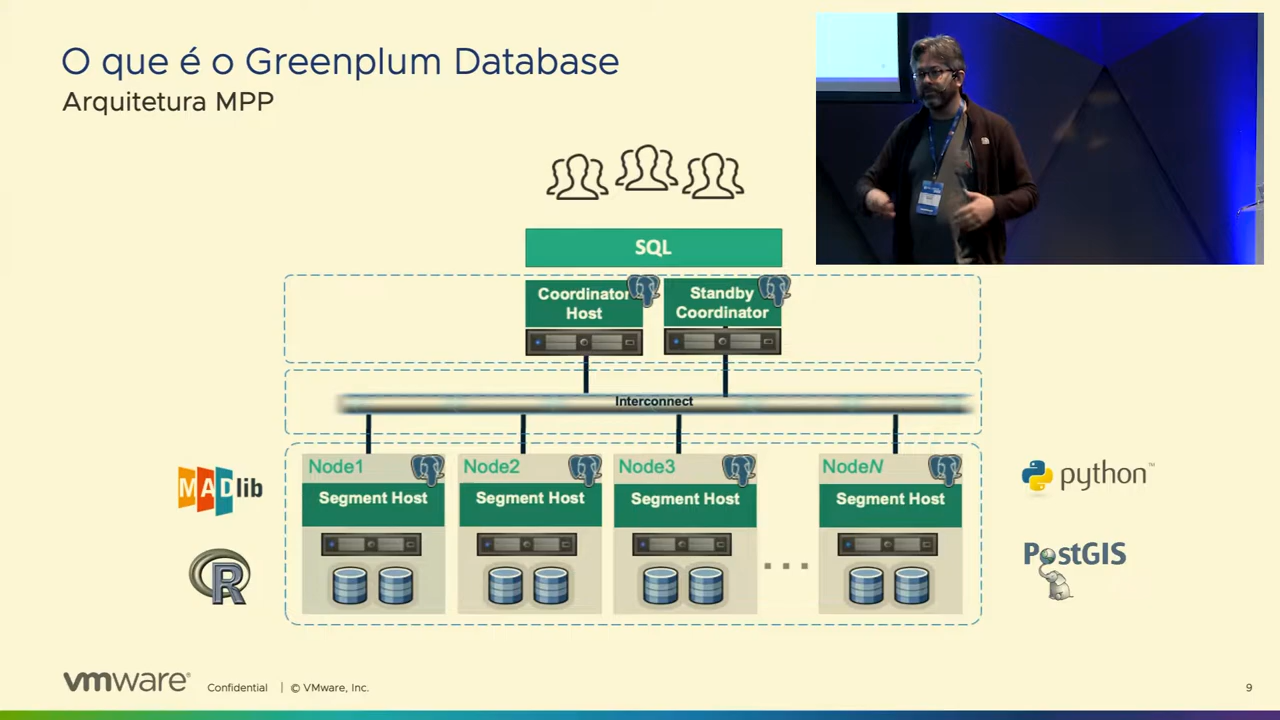 O que é o Greenplum Database
Arquitetura MPP
SQL
Coordinator
Host
Standby
Coordinator
Interconnect
Node1
Node2
Node3
NodeN
Segment Host
Segment Host
Segment Host
Segment Host
MADlib
R
python™
PostGIS
vmware®
Confidential | © VMware, Inc.
9